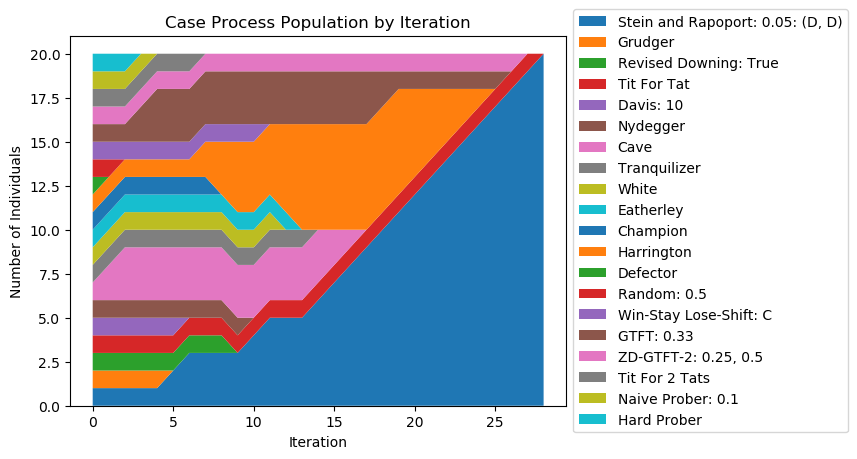 Case Process Population by Iteration
Number of Individuals
20.0
17.5
15.0
12.5
10.0
7.5
5.0
2.5
0.0
0
5
10
15
20
25
Iteration
Stein and Rapoport: 0.05: (D, D)
Grudger
Revised Downing: True
Tit For Tat
Davis: 10
Nydegger
Cave
Tranquilizer
White
Eatherley
Champion
Harrington
Defector
Random: 0.5
Win-Stay Lose-Shift: C
GTFT: 0.33
ZD-GTFT-2: 0.25, 0.5
Tit For 2 Tats
Naive Prober: 0.1
Hard Prober